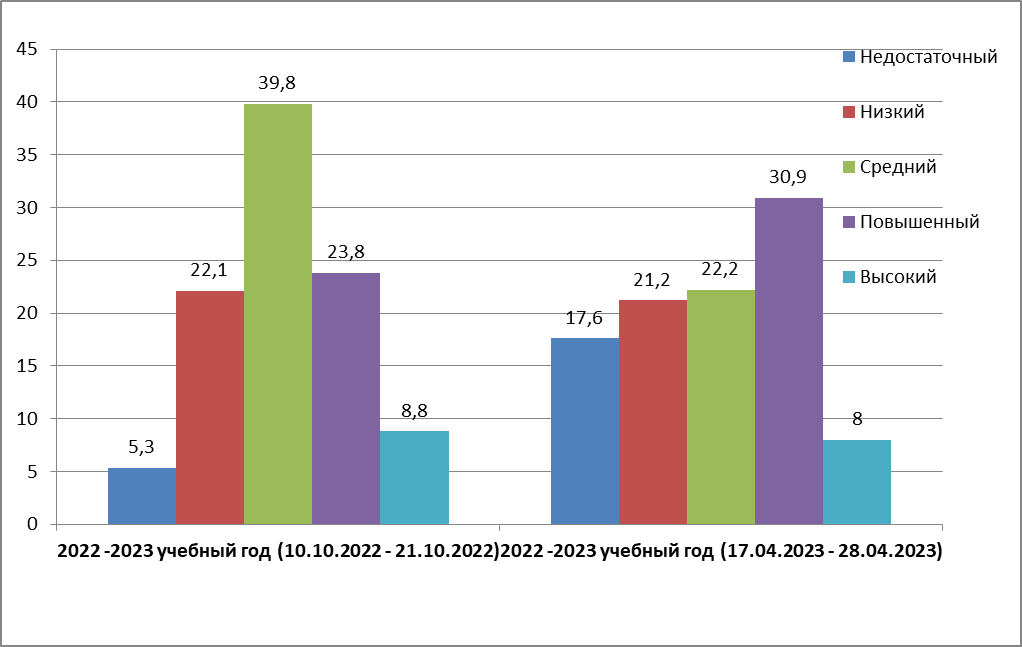 45
40
35
30
25
20
15
10
5
0
5,3
22,1
39,8
23,8
8,8
17,6
21,2
22,2
30,9
8
2022 -2023 учебный год (10.10.2022 - 21.10.2022)
2022 -2023 учебный год (17.04.2023 - 28.04.2023)
Недостаточный
Низкий
Средний
Повышенный
Высокий